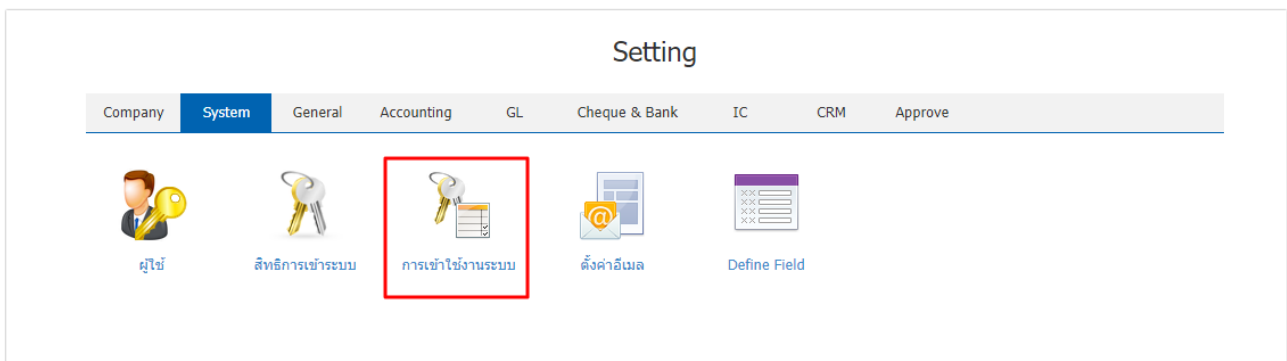 Setting
Company System General Accounting GL Cheque & Bank IC CRM Approve
ผู้ใช้ สิทธิการเข้าระบบ การเข้าใช้งานระบบ ตั้งค่าอีเมล Define Field